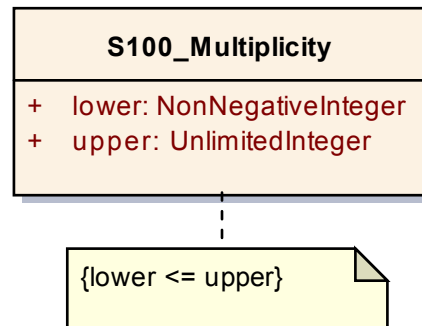 S100_Multiplicity
+ lower: NonNegativeInteger
+ upper: UnlimitedInteger
{lower <= upper}